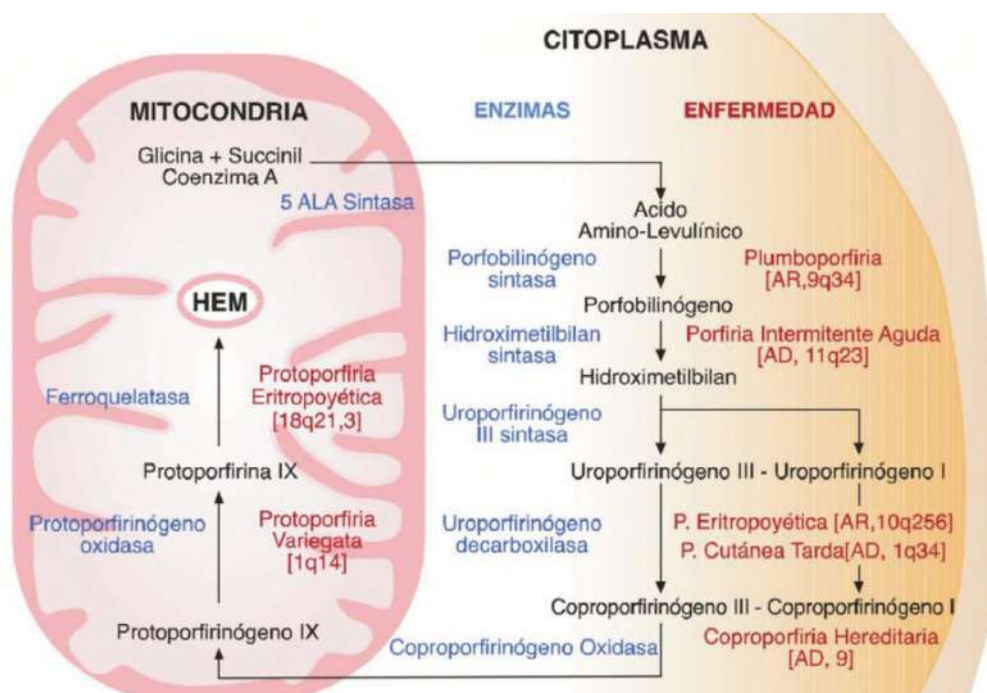 CITOPLASMA
MITOCONDRIA
ENZIMAS
ENFERMEDAD
Glicina + Succinil
Coenzima A
5 ALA Sintasa
Acido
Amino-Levulínico
Porfobilinógeno
sintasa
Plumboporfiria
[AR,9q34]
Porfobilinógeno
HEM
Hidroximetilbilan
sintasa
Porfiria Intermitente Aguda
[AD, 11q23]
Hidroximetilbilan
Ferroquelatasa
Protoporfiria
Eritropoyética
[18q21,3]
Uroporfirinógeno
III sintasa
Protoporfirina IX
Uroporfirinógeno III - Uroporfirinógeno I
Protoporfirinógeno
oxidasa
Protoporfiria
Variegata
[1q14]
Uroporfirinógeno
decarboxilasa
P. Eritropoyética [AR,10q256]
P. Cutánea Tarda[AD, 1q34]
Coproporfirinógeno III - Coproporfirinógeno I
Protoporfirinógeno IX
Coproporfirinógeno Oxidasa
Coproporfiria Hereditaria
[AD, 9]